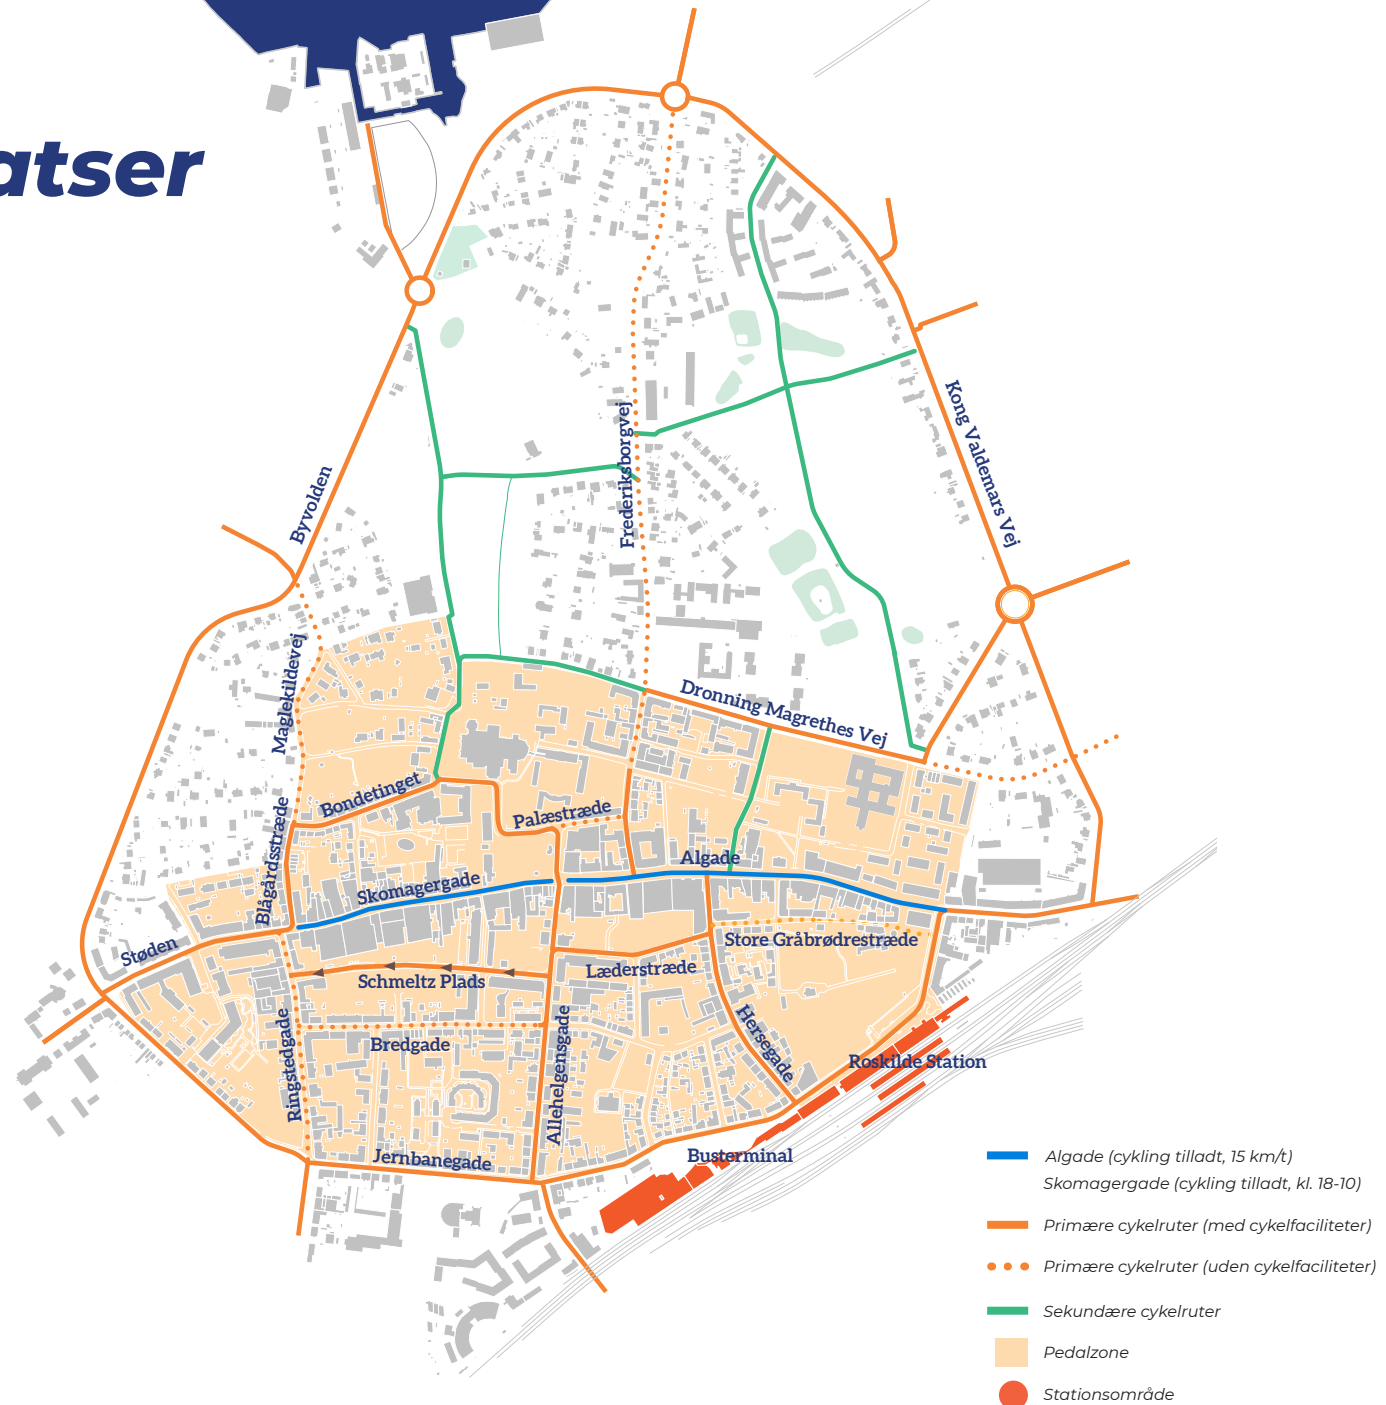 atser
Byvolden
Frederiksborgvej
Kong Valdemars Vej
Maglekildevej
Dronning Magrethes Vej
Bondetinget
Palæstræde
Blågårdsstræde
Algade
Skomagergade
Støden
Store Gråbrødrestræde
Læderstræde
Schmeltz Plads
Ringstedgade
Bredgade
Allehelgensgade
Hersegade
Roskilde Station
Jernbanegade
Busterminal
Algade (cykling tilladt, 15 km/t)
Skomagergade (cykling tilladt, kl. 18-10)
Primære cykelruter (med cykelfaciliteter)
Primære cykelruter (uden cykelfaciliteter)
Sekundære cykelruter
Pedalzone
Stationsområde